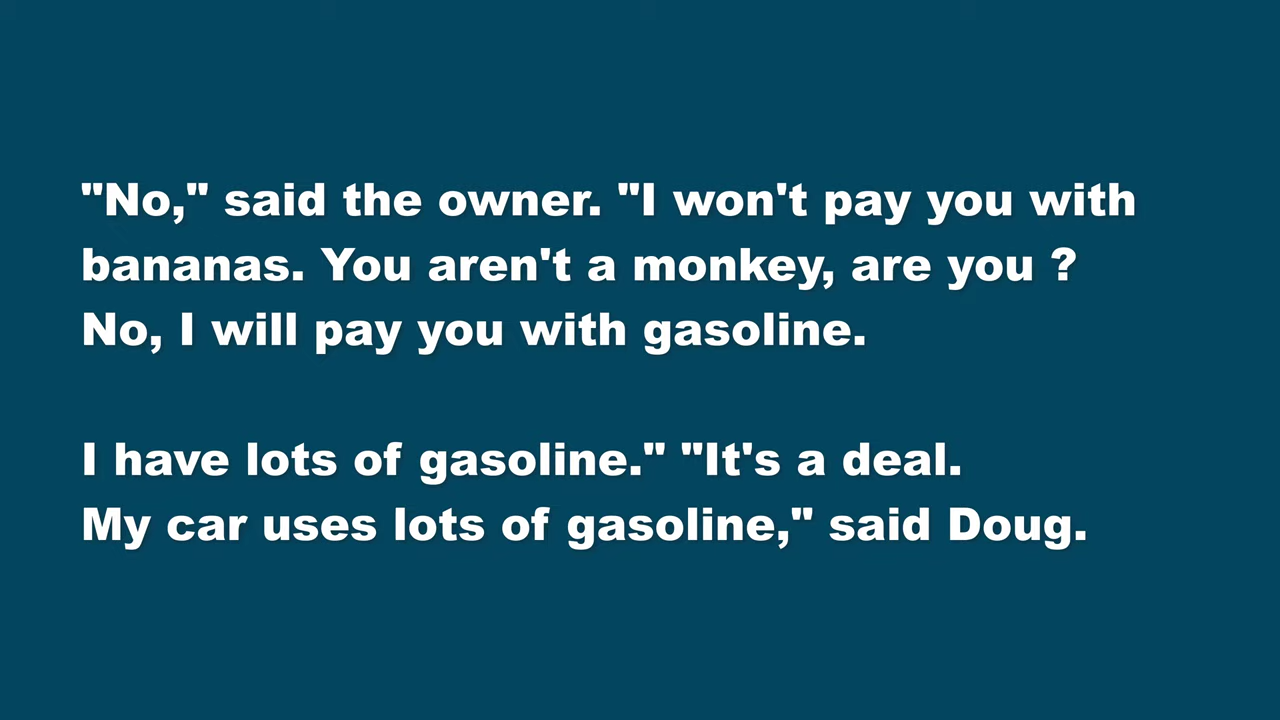 "No," said the owner. "I won't pay you with
bananas. You aren't a monkey, are you ?
No, I will pay you with gasoline.
I have lots of gasoline." "It's a deal.
My car uses lots of gasoline," said Doug.